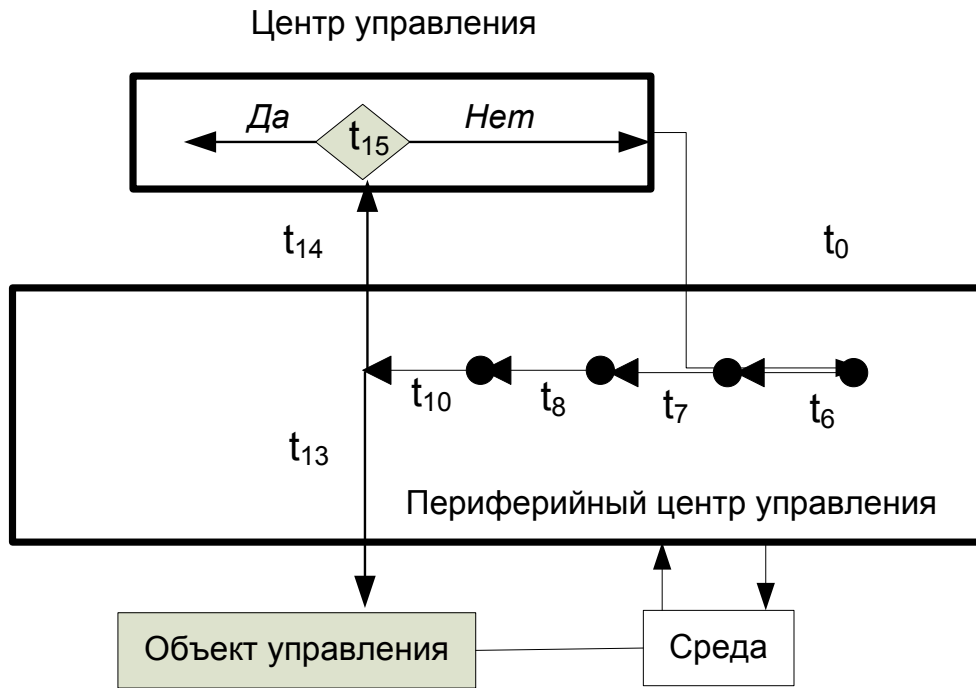 Центр управления
Да t₁₅ Нет
t₁₄ t₀
t₁₀ t₈ t₇ t₆
t₁₃
Периферийный центр управления
Объект управления Среда